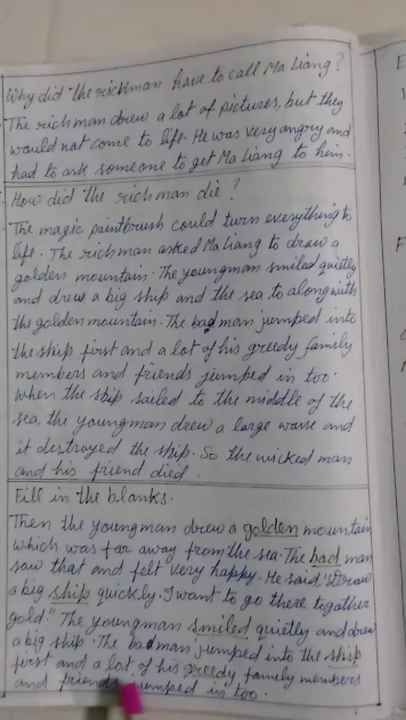 Why did the richman have to call Ma Liang?
The rich man drew a lot of pictures, but they
would not come to life. He was very angry and
had to ask someone to get Ma Liang to him.
How did the rich man die?
The magic paintbrush could turn everything to
life. The rich man asked Ma Liang to draw a
golden mountain. The youngman smiled quietly
and drew a big ship and the sea to along with
the golden mountain. The bad man jumped into
the ship first and a lot of his greedy family
members and friends jumped in too.
When the ship sailed to the middle of the
sea, the youngman drew a large wave and
it destroyed the ship. So the wicked man
and his friend died.
Fill in the blanks.
Then the youngman drew a golden mountain
which was far away from the sea. The bad man
saw that and felt very happy. He said "Draw
a big ship quickly. I want to go there togather
gold." The youngman smiled quietly and drew
a big ship. The badman jumped into the ship
first and a lot of his greedy family members
and friends jumped in too.
E
F